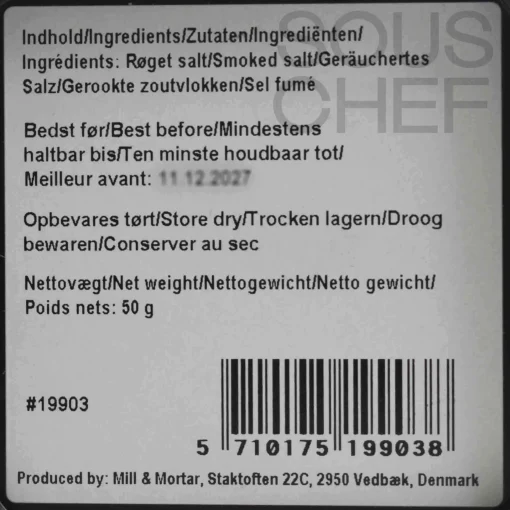 SOUS
CHEF
Indhold/Ingredients/Zutaten/Ingrediënten/
Ingrédients: Røget salt/Smoked salt/Geräuchertes
Salz/Gerookte zoutvlokken/Sel fumé
Bedst før/Best before/Mindestens
haltbar bis/Ten minste houdbaar tot/
Meilleur avant: 11.12.2027
Opbevares tørt/Store dry/Trocken lagern/Droog
bewaren/Conserver au sec
Nettovægt/Net weight/Nettogewicht/Netto gewicht/
Poids nets: 50 g
#19903
5 710175 199038
Produced by: Mill & Mortar, Staktoften 22C, 2950 Vedbæk, Denmark